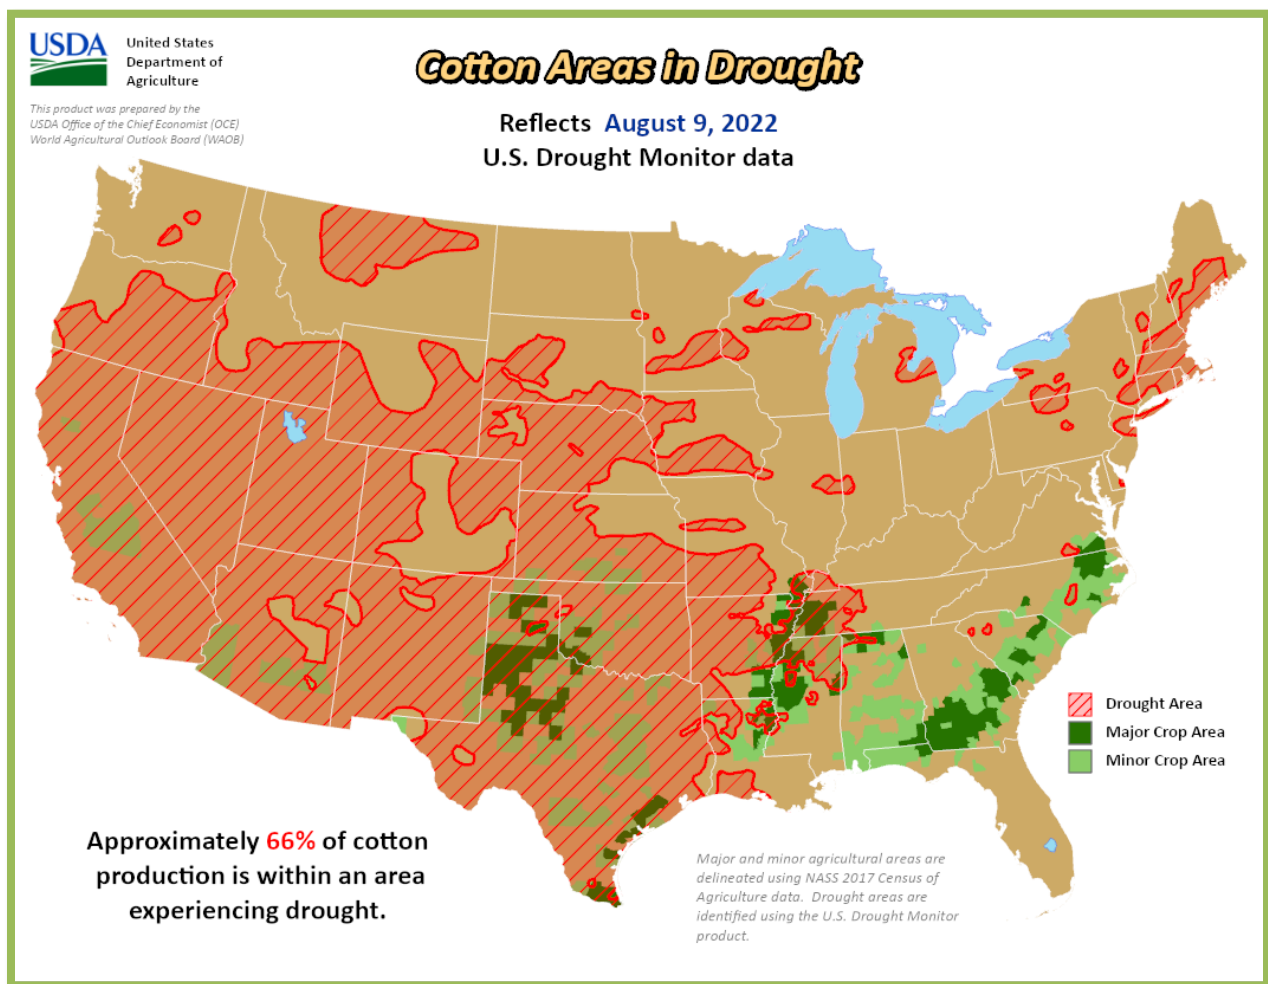 USDA
United States
Department of
Agriculture
This product was prepared by the
USDA Office of the Chief Economist (OCE)
World Agricultural Outlook Board (WAOB)
Cotton Areas in Drought
Reflects August 9, 2022
U.S. Drought Monitor data
Drought Area
Major Crop Area
Minor Crop Area
Approximately 66% of cotton
production is within an area
experiencing drought.
Major and minor agricultural areas are
delineated using NASS 2017 Census of
Agriculture data. Drought areas are
identified using the U.S. Drought Monitor
product.